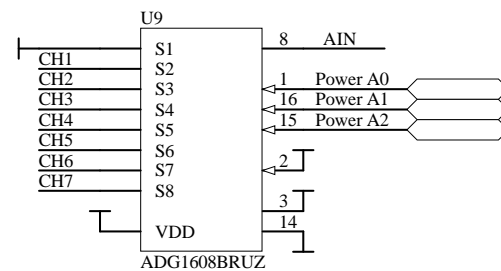 U9
S1 8 AIN
CH1 S2
CH2 S3 1 Power A0
CH3 S4 16 Power A1
CH4 S5 15 Power A2
CH5 S6
CH6 S7 2
CH7 S8
3
VDD 14
ADG1608BRUZ